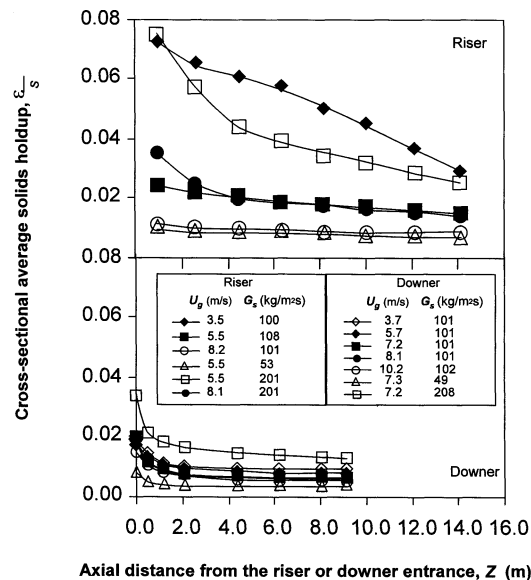 Cross-sectional average solids holdup, ε̅s
0.08
0.06
0.04
0.02
0.08
0.06
0.04
0.02
0.00
Riser
Riser
Ug (m/s) Gs (kg/m²s)
3.5 100
5.5 108
8.2 101
5.5 53
5.5 201
8.1 201
Downer
Ug (m/s) Gs (kg/m²s)
3.7 101
5.7 101
7.2 101
8.1 101
10.2 102
7.3 49
7.2 208
Downer
0.0 2.0 4.0 6.0 8.0 10.0 12.0 14.0 16.0
Axial distance from the riser or downer entrance, Z (m)